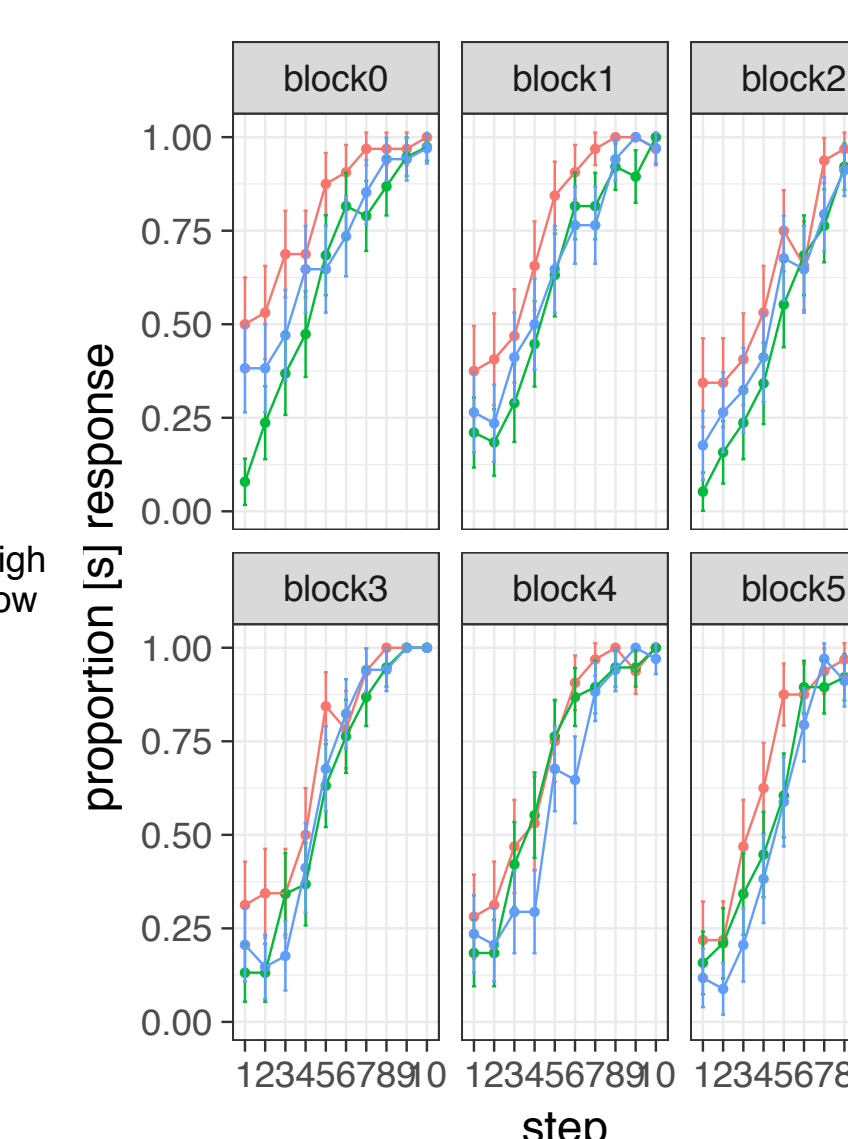 block0 block1 block2
1.00
0.75
0.50
0.25
0.00
proportion [s] response
igh
ow
block3 block4 block5
1.00
0.75
0.50
0.25
0.00
12345678910 12345678910 12345678
step